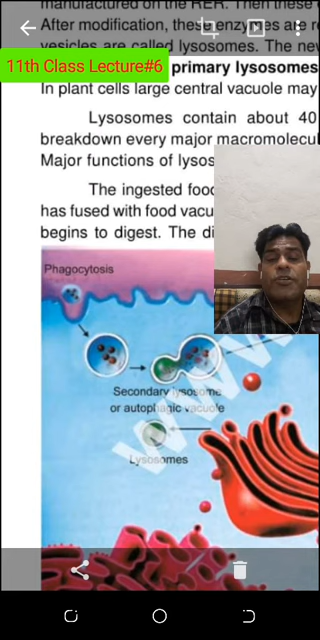 manufactured on the RER. Then these
After modification, these enzymes are re
vesicles are called lysosomes. The new
11th Class Lecture#6
primary lysosomes
In plant cells large central vacuole may
Lysosomes contain about 40
breakdown every major macromolecul
Major functions of lysos
The ingested food
has fused with food vacu
begins to digest. The di
Phagocytosis
Secondary lysosome
or autophagic vacuole
Lysosomes
WWW